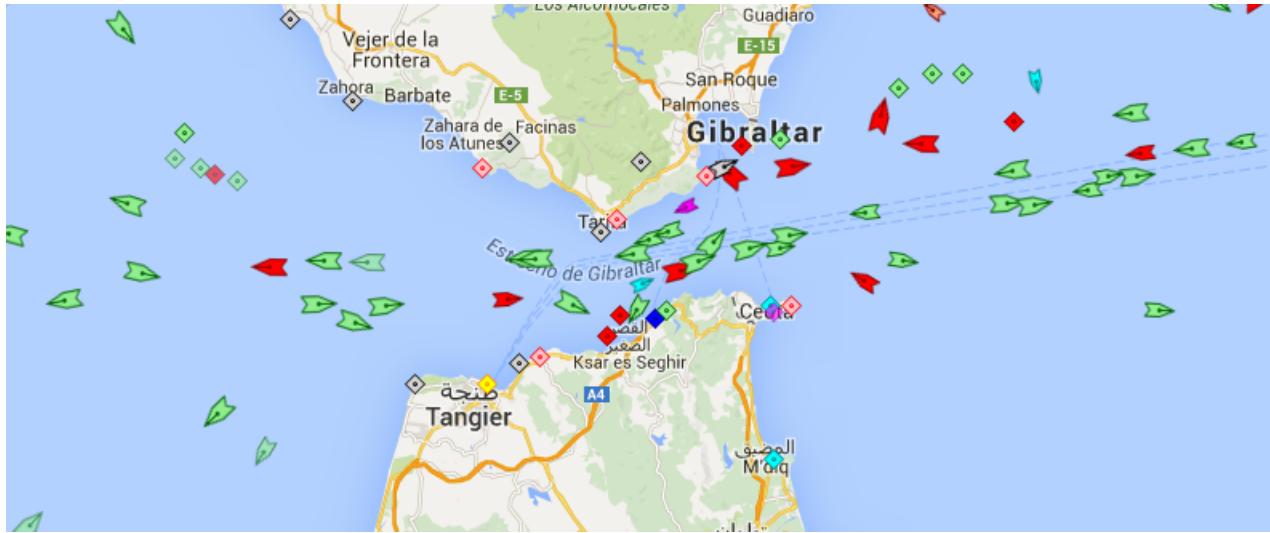 Los Alcornocales
Guadiaro
Vejer de la
Frontera
E-15
San Roque
Zahora
Barbate
E-5
Palmones
Gibraltar
Zahara de
los Atunes
Facinas
Tarifa
Estrecho de Gibraltar
Ceuta
القصر
الصغير
Ksar es Seghir
طنجة
Tangier
A4
المضيق
M'diq